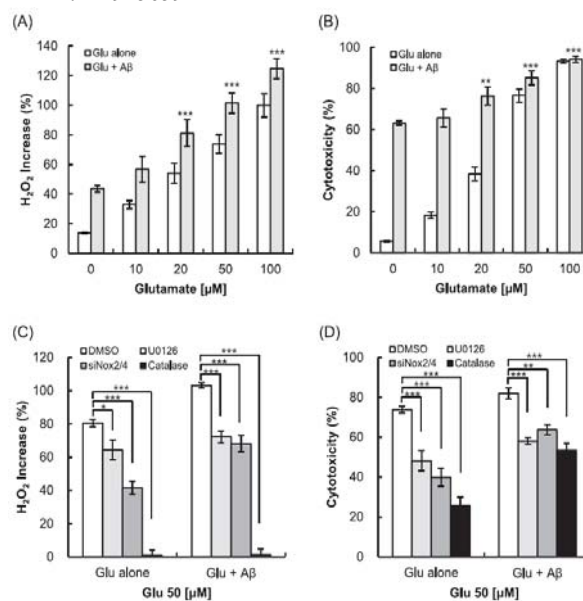 (A)
Glu alone
Glu + Aβ
***
***
***
H₂O₂ Increase (%)
140
120
100
80
60
40
20
0
0 10 20 50 100
Glutamate [µM]
(B)
Glu alone
Glu + Aβ
**
***
***
Cytotoxicity (%)
100
80
60
40
20
0
0 10 20 50 100
Glutamate [µM]
(C)
DMSO U0126
siNox2/4 Catalase
***
***
*
***
***
***
H₂O₂ Increase (%)
120
100
80
60
40
20
0
Glu alone Glu + Aβ
Glu 50 [µM]
(D)
DMSO U0126
siNox2/4 Catalase
***
***
***
***
**
***
Cytotoxicity (%)
100
80
60
40
20
0
Glu alone Glu + Aβ
Glu 50 [µM]